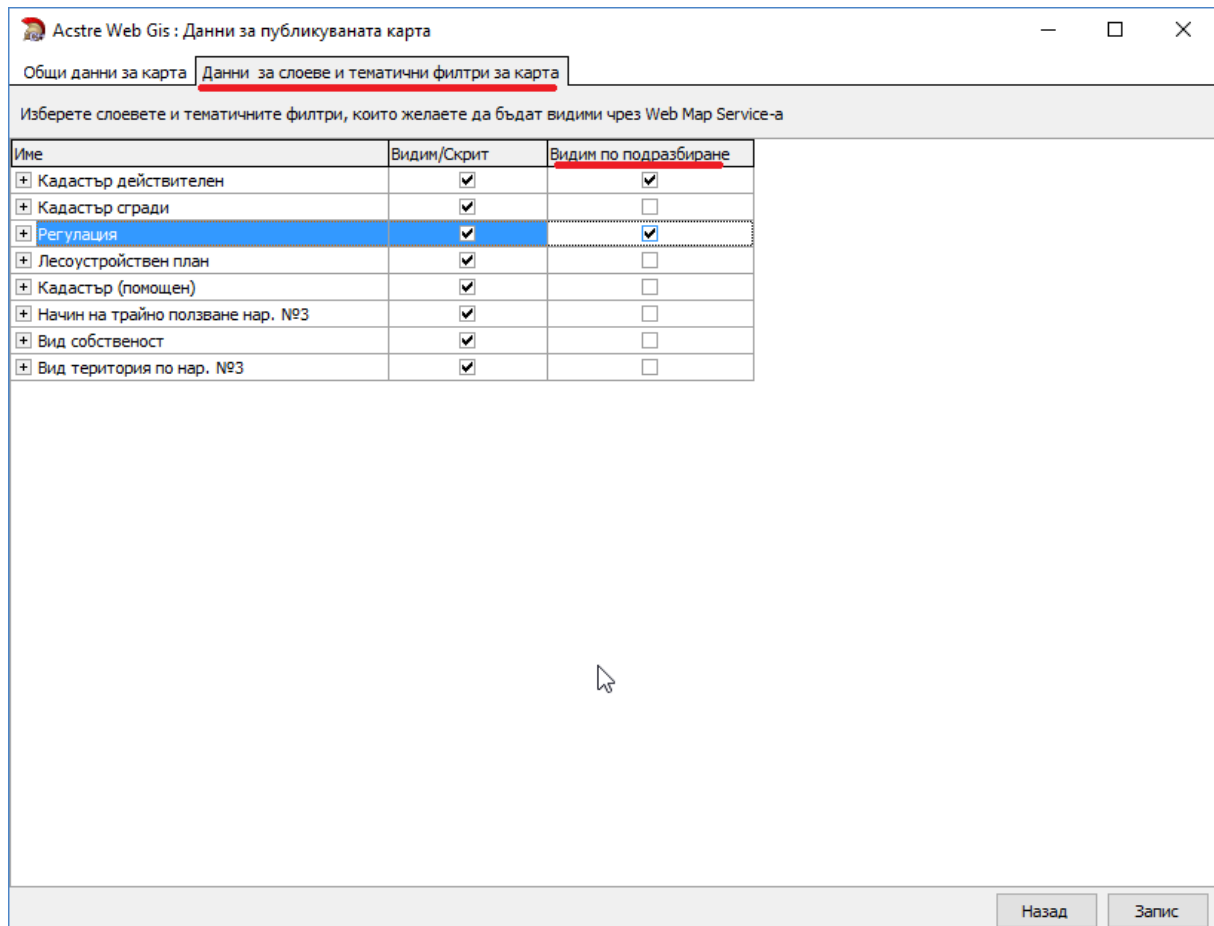 Acstre Web Gis : Данни за публикуваната карта
Общи данни за карта Данни за слоеве и тематични филтри за карта
Изберете слоевете и тематичните филтри, които желаете да бъдат видими чрез Web Map Service-а
Име Видим/Скрит Видим по подразбиране
Кадастър действителен
Кадастър сгради
Регулация
Лесоустройствен план
Кадастър (помощен)
Начин на трайно ползване нар. №3
Вид собственост
Вид територия по нар. №3
Назад Запис